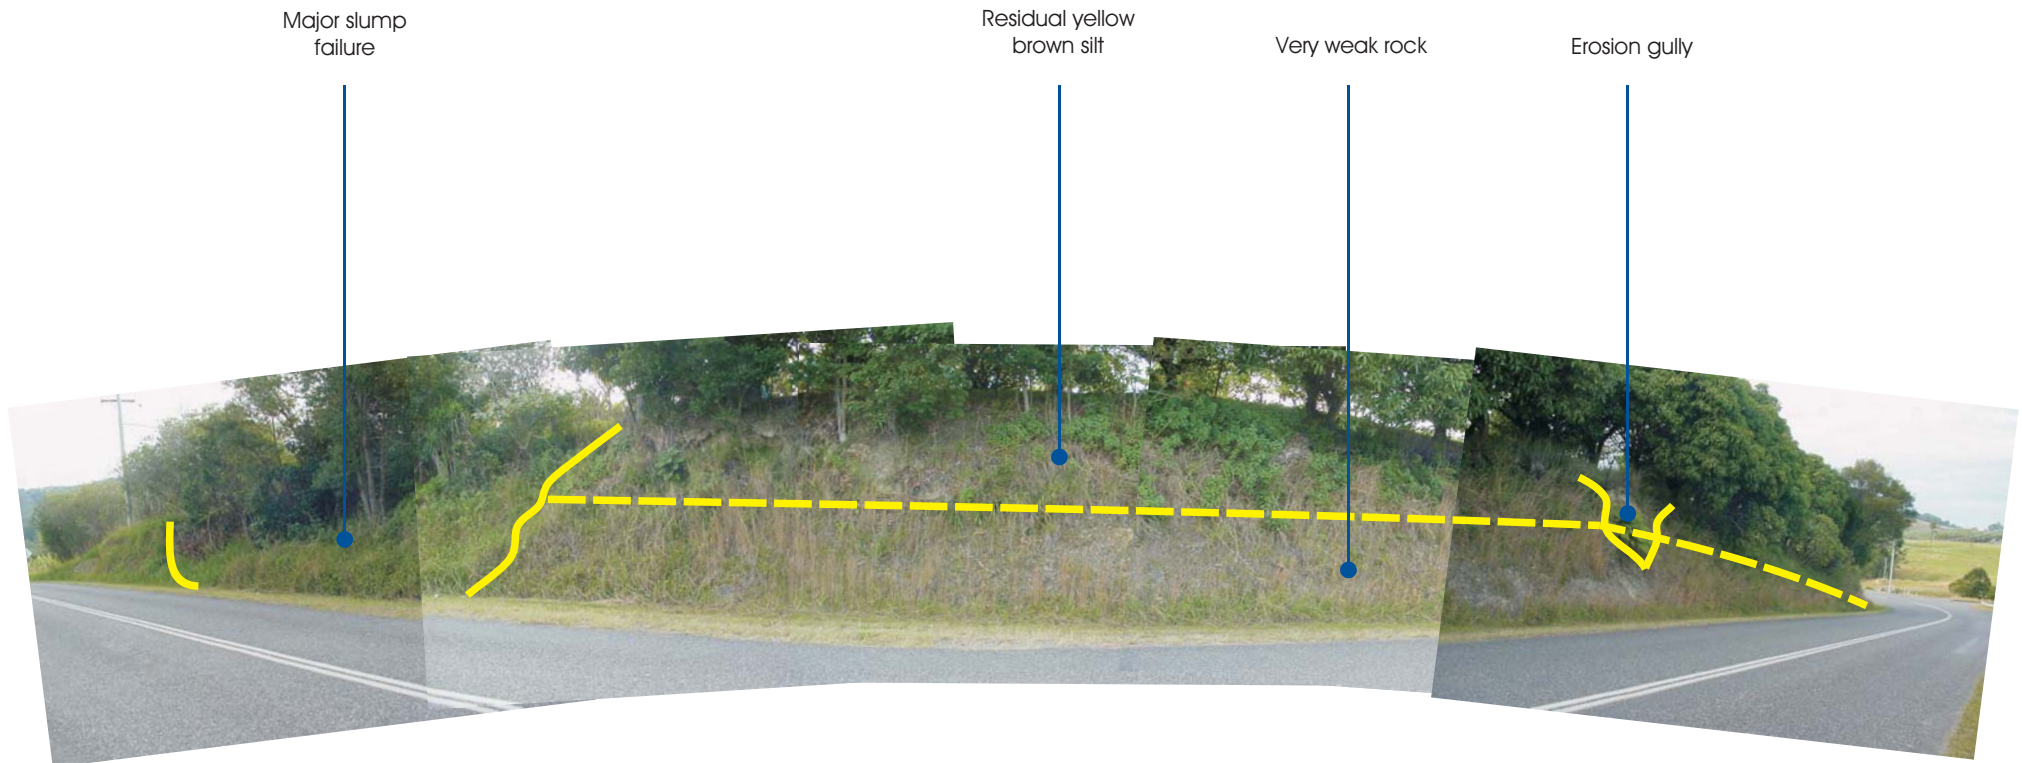 Major slump
failure
Residual yellow
brown silt
Very weak rock
Erosion gully